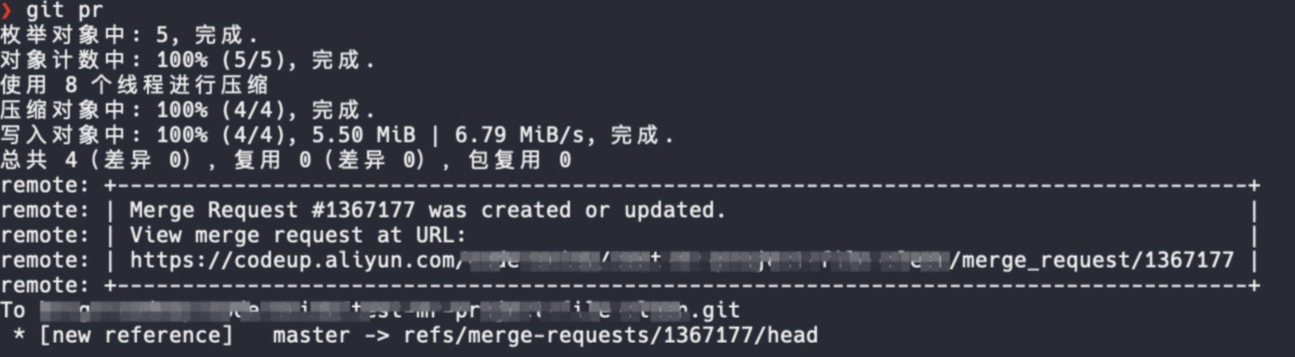 ❯ git pr
枚举对象中: 5, 完成.
对象计数中: 100% (5/5), 完成.
使用 8 个线程进行压缩
压缩对象中: 100% (4/4), 完成.
写入对象中: 100% (4/4), 5.50 MiB | 6.79 MiB/s, 完成.
总共 4 (差异 0) , 复用 0 (差异 0) , 包复用 0
remote: +------------------------------------------------------------------------------------+
remote: | Merge Request #1367177 was created or updated. |
remote: | View merge request at URL: |
remote: | https://codeup.aliyun.com/ /merge_request/1367177 |
remote: +------------------------------------------------------------------------------------+
To .git
* [new reference] master -> refs/merge-requests/1367177/head